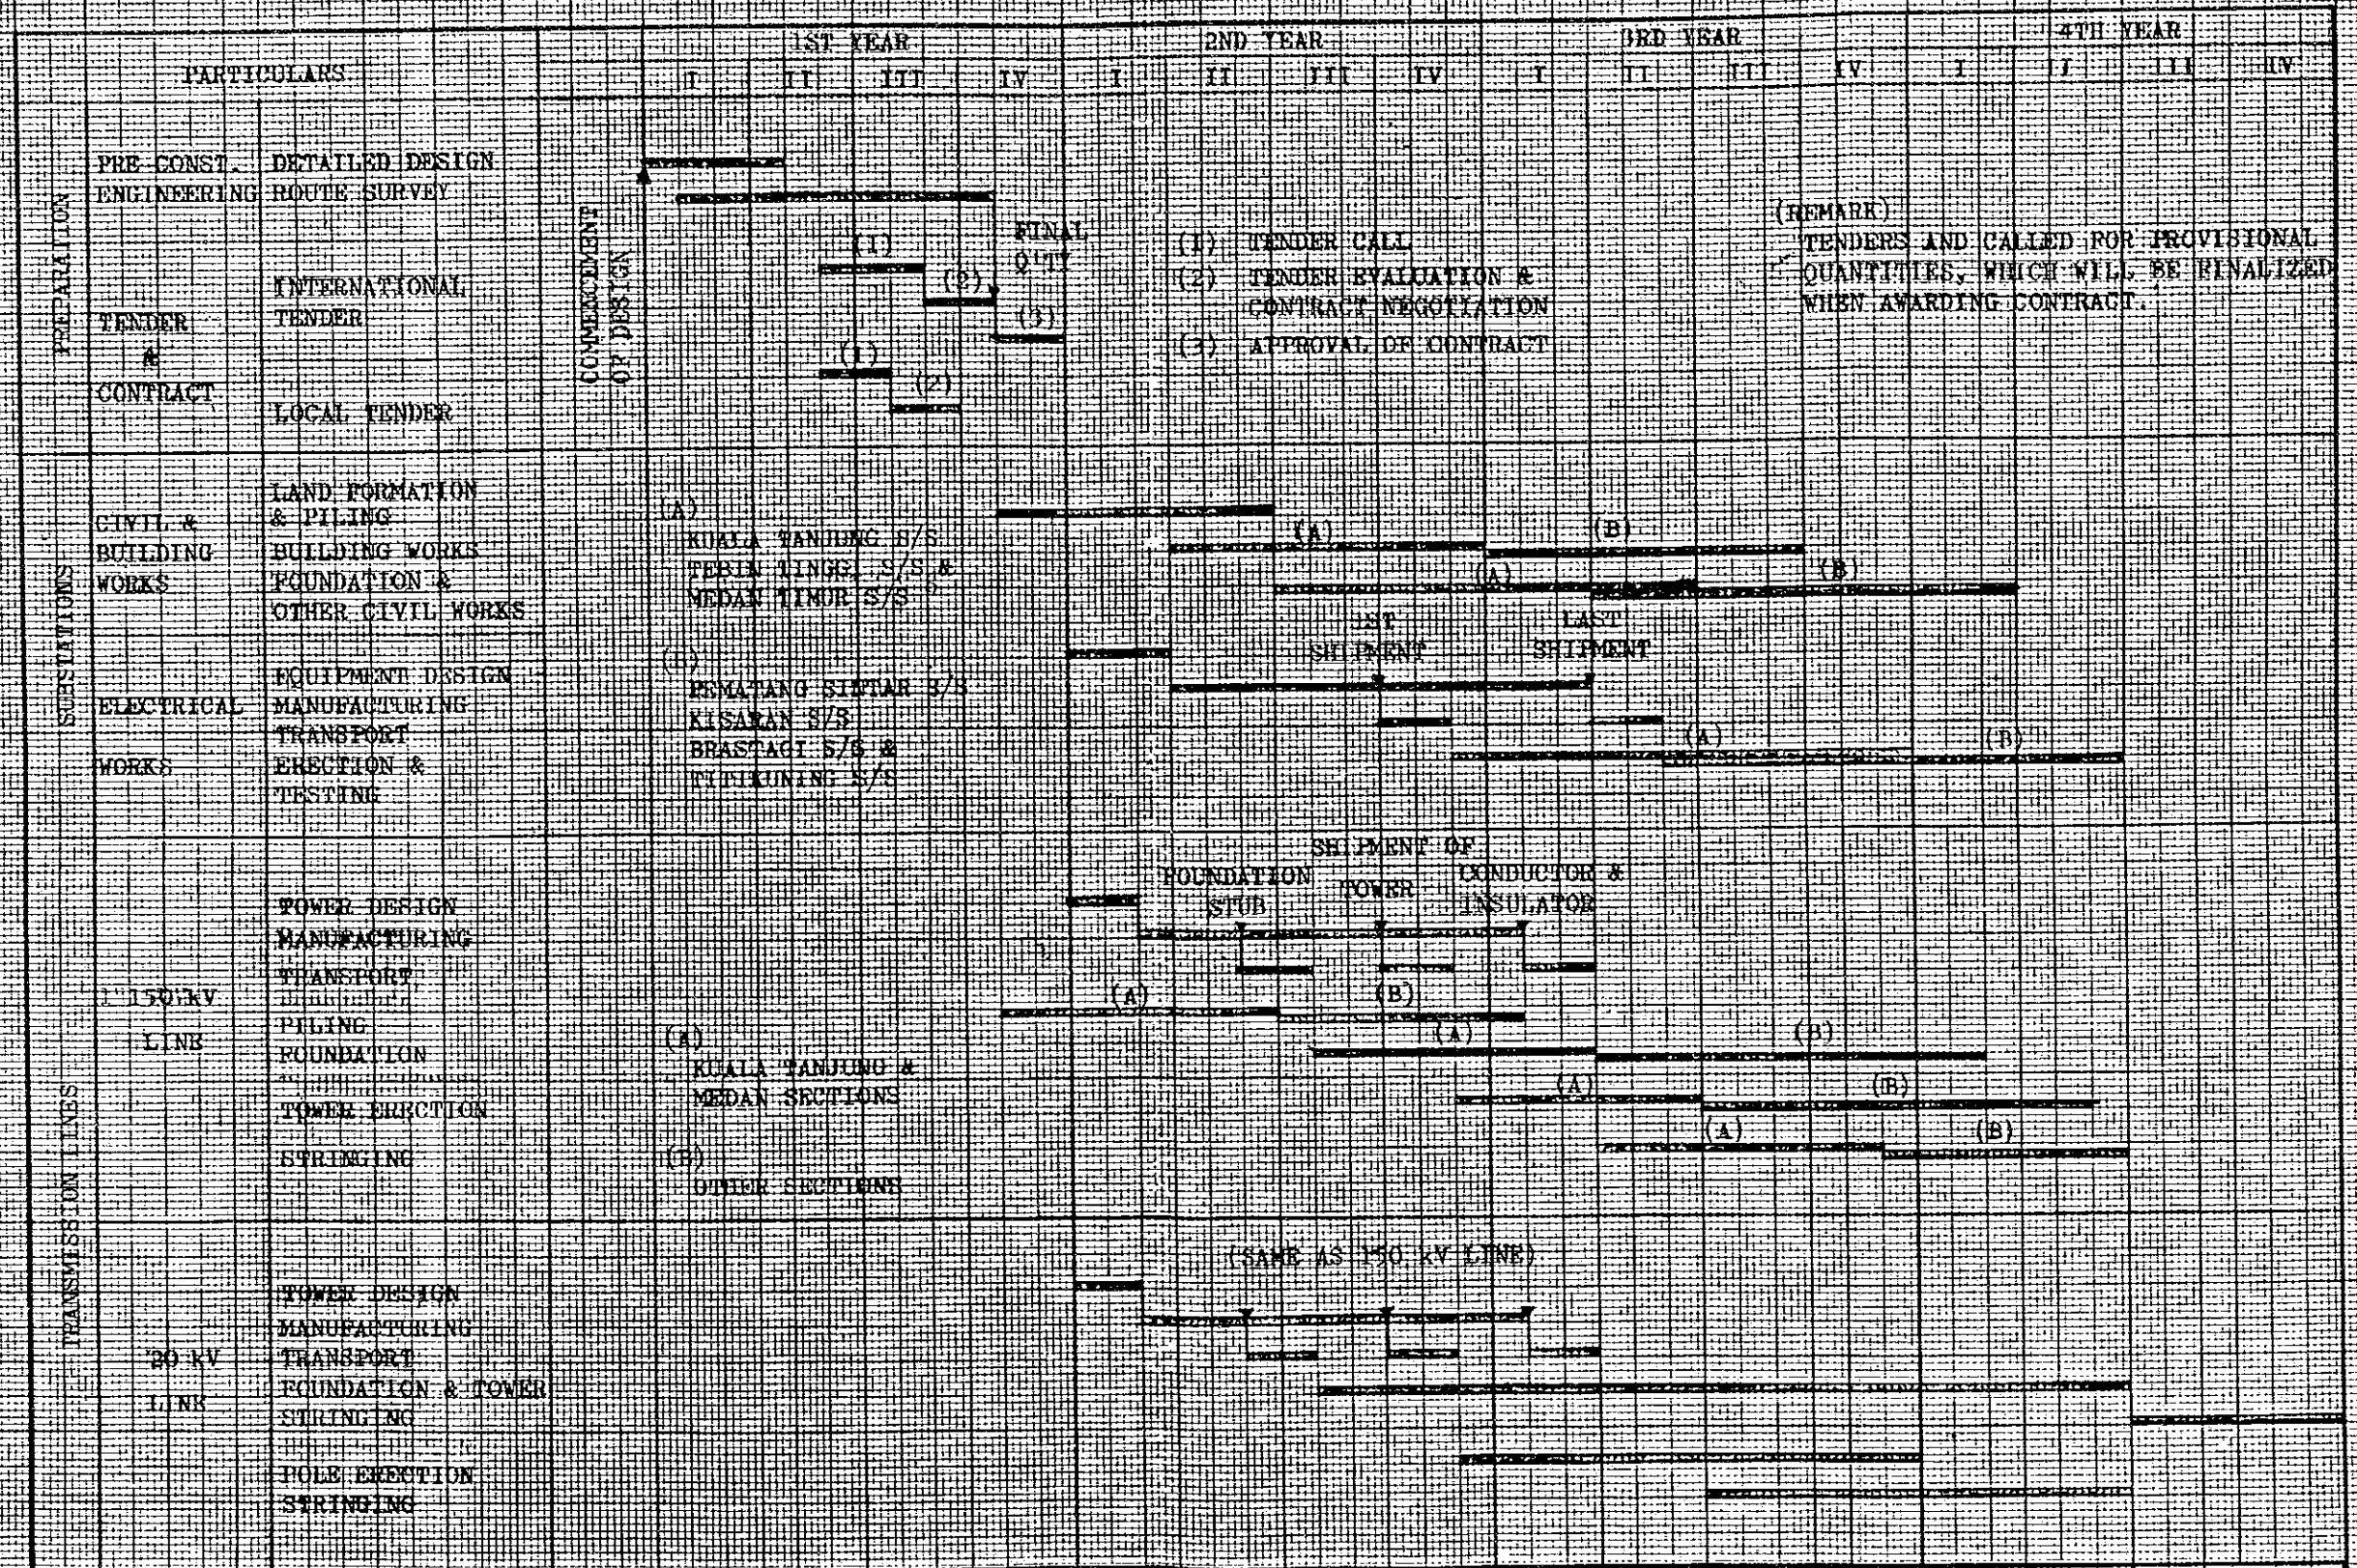 PARTICULARS
1ST YEAR
2ND YEAR
3RD YEAR
4TH YEAR
I II III IV I II III IV I II III IV I II III IV
PREPARATION
PRE-CONST. DETAILED DESIGN
ENGINEERING ROUTE SURVEY
COMMENCEMENT
OF DESIGN
TENDER
&
CONTRACT
INTERNATIONAL
TENDER
LOCAL TENDER
(1)
(2)
FINAL
Q'TY
(3)
(1)
(2)
(1) TENDER CALL
(2) TENDER EVALUATION &
CONTRACT NEGOTIATION
(3) APPROVAL OF CONTRACT
(REMARK)
TENDERS AND CALLED FOR PROVISIONAL
QUANTITIES, WHICH WILL BE FINALIZED
WHEN AWARDING CONTRACT.
SUBSTATIONS
CIVIL &
BUILDING
WORKS
LAND FORMATION
& PILING
BUILDING WORKS
FOUNDATION &
OTHER CIVIL WORKS
(A)
KUALA TANJUNG S/S
TEBIN TINGGI S/S &
MEDAN TIMUR S/S
(A)
(B)
(A)
(B)
1ST
SHIPMENT
LAST
SHIPMENT
ELECTRICAL
WORKS
EQUIPMENT DESIGN
MANUFACTURING
TRANSPORT
ERECTION &
TESTING
(B)
PEMATANG SINTAR S/S
KISARAN S/S
BRASTAGI S/S &
TITIKUNING S/S
(A)
(B)
TRANSMISSION LINES
150 kV
LINE
TOWER DESIGN
MANUFACTURING
TRANSPORT
PILING
FOUNDATION
TOWER ERECTION
STRINGING
SHIPMENT OF
FOUNDATION
STUB
TOWER
CONDUCTOR &
INSULATOR
(A)
KUALA TANJUNG &
MEDAN SECTIONS
(B)
OTHER SECTIONS
(A)
(B)
(A)
(B)
(A)
(B)
(A)
(B)
20 kV
LINE
(SAME AS 150 kV LINE)
TOWER DESIGN
MANUFACTURING
TRANSPORT
FOUNDATION & TOWER
STRINGING
POLE ERECTION
STRINGING